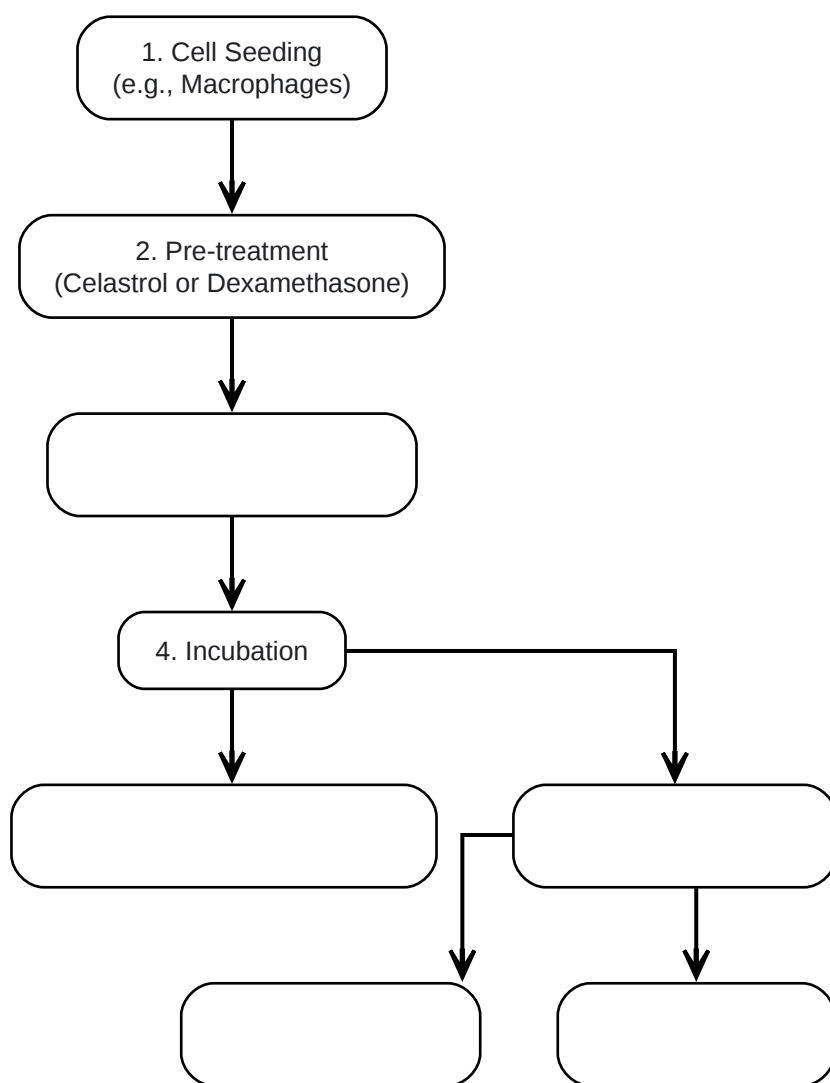 1. Cell Seeding
(e.g., Macrophages)
2. Pre-treatment
(Celastrol or Dexamethasone)
4. Incubation